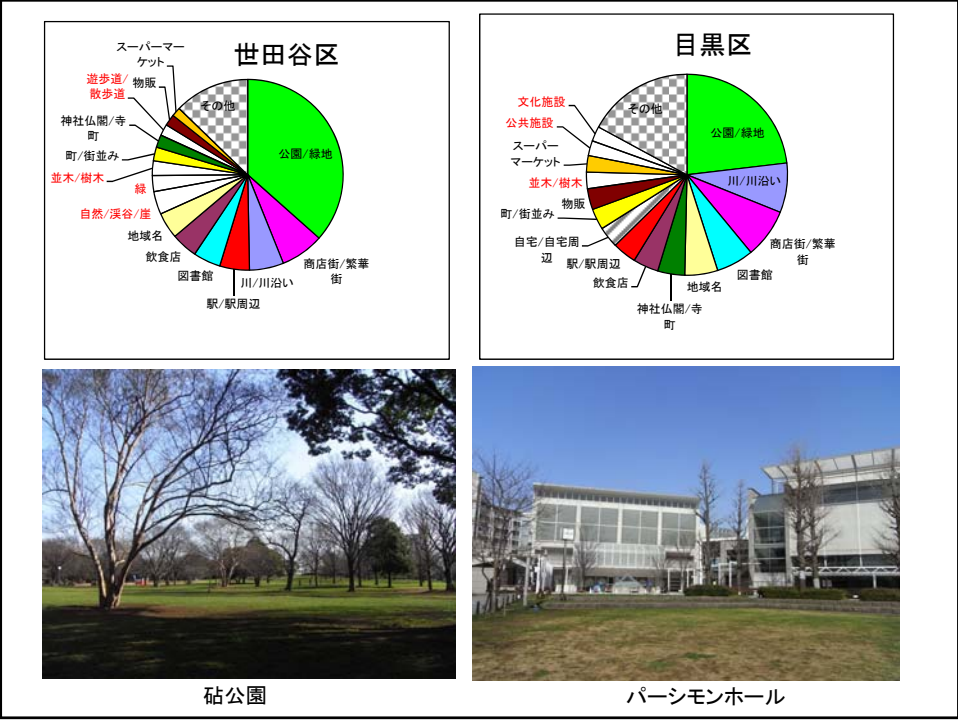 世田谷区
スーパーマー
ケット
遊歩道/
散歩道
物販
神社仏閣/寺
町
町/街並み
並木/樹木
緑
自然/渓谷/崖
地域名
飲食店
図書館
駅/駅周辺
川/川沿い
商店街/繁華
街
公園/緑地
その他
目黒区
文化施設
公共施設
スーパー
マーケット
並木/樹木
物販
町/街並み
自宅/自宅周
辺
駅/駅周辺
飲食店
神社仏閣/寺
町
地域名
図書館
商店街/繁華
街
川/川沿い
公園/緑地
その他
砧公園
パーシモンホール